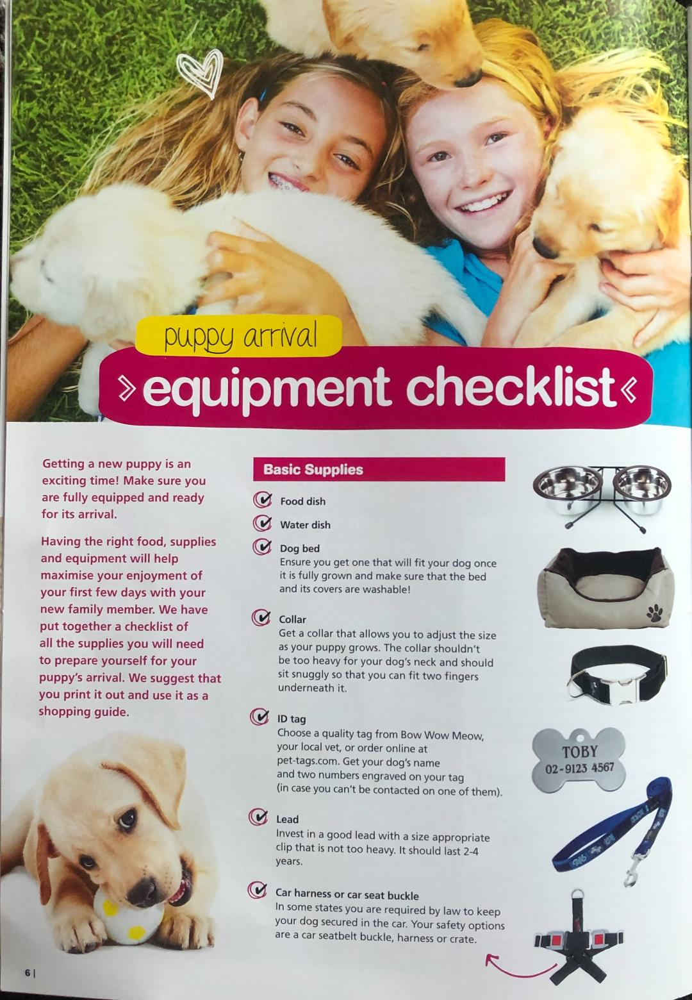 puppy arrival
equipment checklist
Getting a new puppy is an
exciting time! Make sure you
are fully equipped and ready
for its arrival.
Having the right food, supplies
and equipment will help
maximise your enjoyment of
your first few days with your
new family member. We have
put together a checklist of
all the supplies you will need
to prepare yourself for your
puppy's arrival. We suggest that
you print it out and use it as a
shopping guide.
Basic Supplies
Food dish
Water dish
Dog bed
Ensure you get one that will fit your dog once
it is fully grown and make sure that the bed
and its covers are washable!
Collar
Get a collar that allows you to adjust the size
as your puppy grows. The collar shouldn't
be too heavy for your dog's neck and should
sit snuggly so that you can fit two fingers
underneath it.
ID tag
Choose a quality tag from Bow Wow Meow,
your local vet, or order online at
pet-tags.com. Get your dog's name
and two numbers engraved on your tag
(in case you can't be contacted on one of them).
TOBY
02-9123 4567
Lead
Invest in a good lead with a size appropriate
clip that is not too heavy. It should last 2-4
years.
Car harness or car seat buckle
In some states you are required by law to keep
your dog secured in the car. Your safety options
are a car seatbelt buckle, harness or crate.
6 |